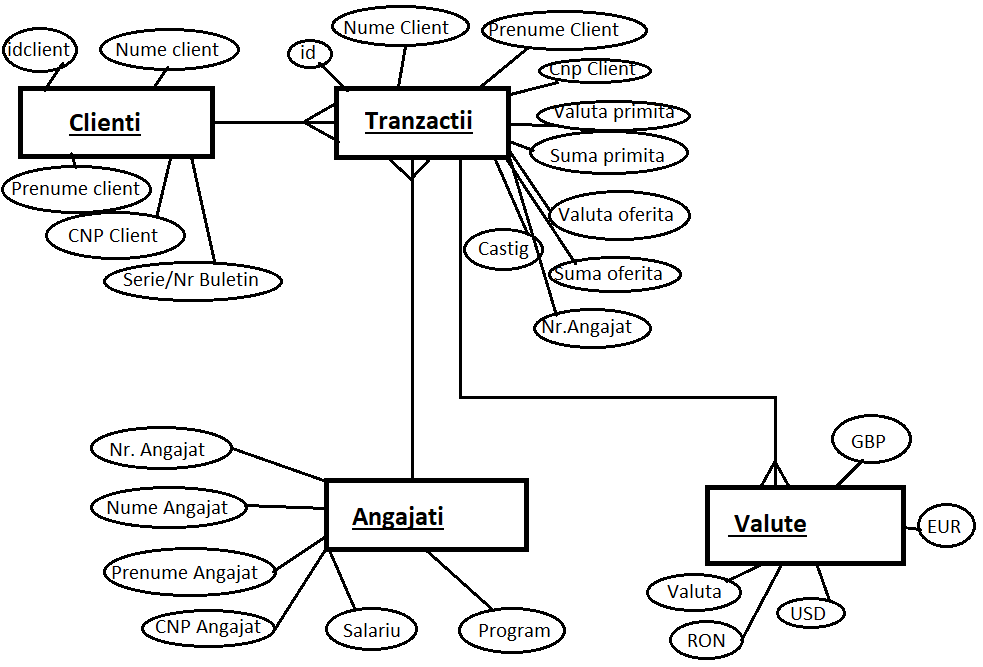 idclient
Nume client
Clienti
Prenume client
CNP Client
Serie/Nr Buletin
id
Nume Client
Prenume Client
Cnp Client
Tranzactii
Valuta primita
Suma primita
Valuta oferita
Castig
Suma oferita
Nr.Angajat
Nr. Angajat
Nume Angajat
Angajati
Prenume Angajat
CNP Angajat
Salariu
Program
GBP
Valute
EUR
Valuta
USD
RON